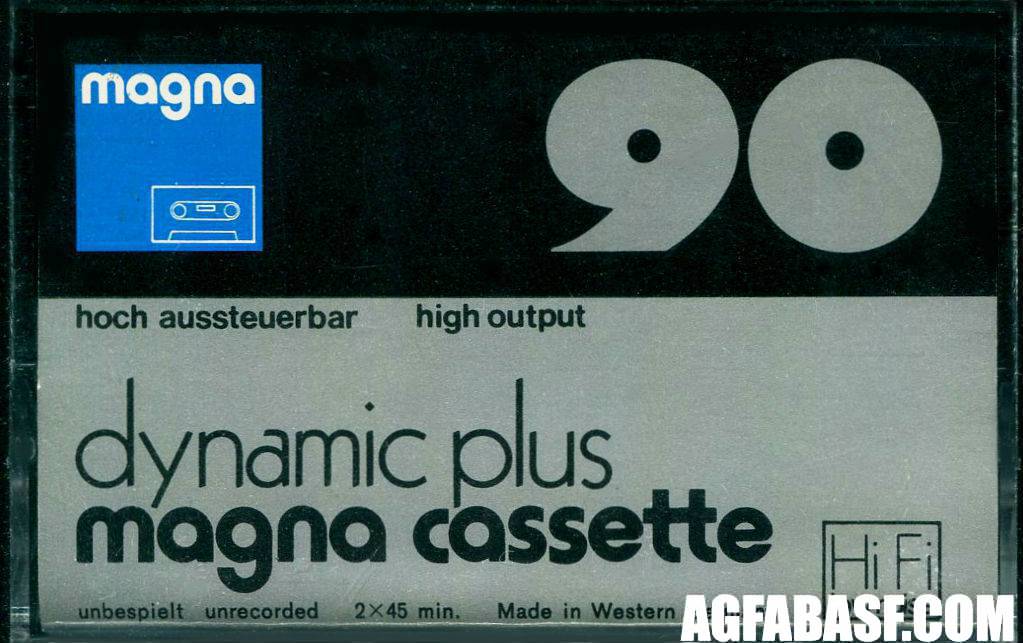 magna
90
hoch aussteuerbar high output
dynamic plus
magna cassette
Hi Fi
unbespielt unrecorded 2×45 min. Made in Western
AGFABASF.COM